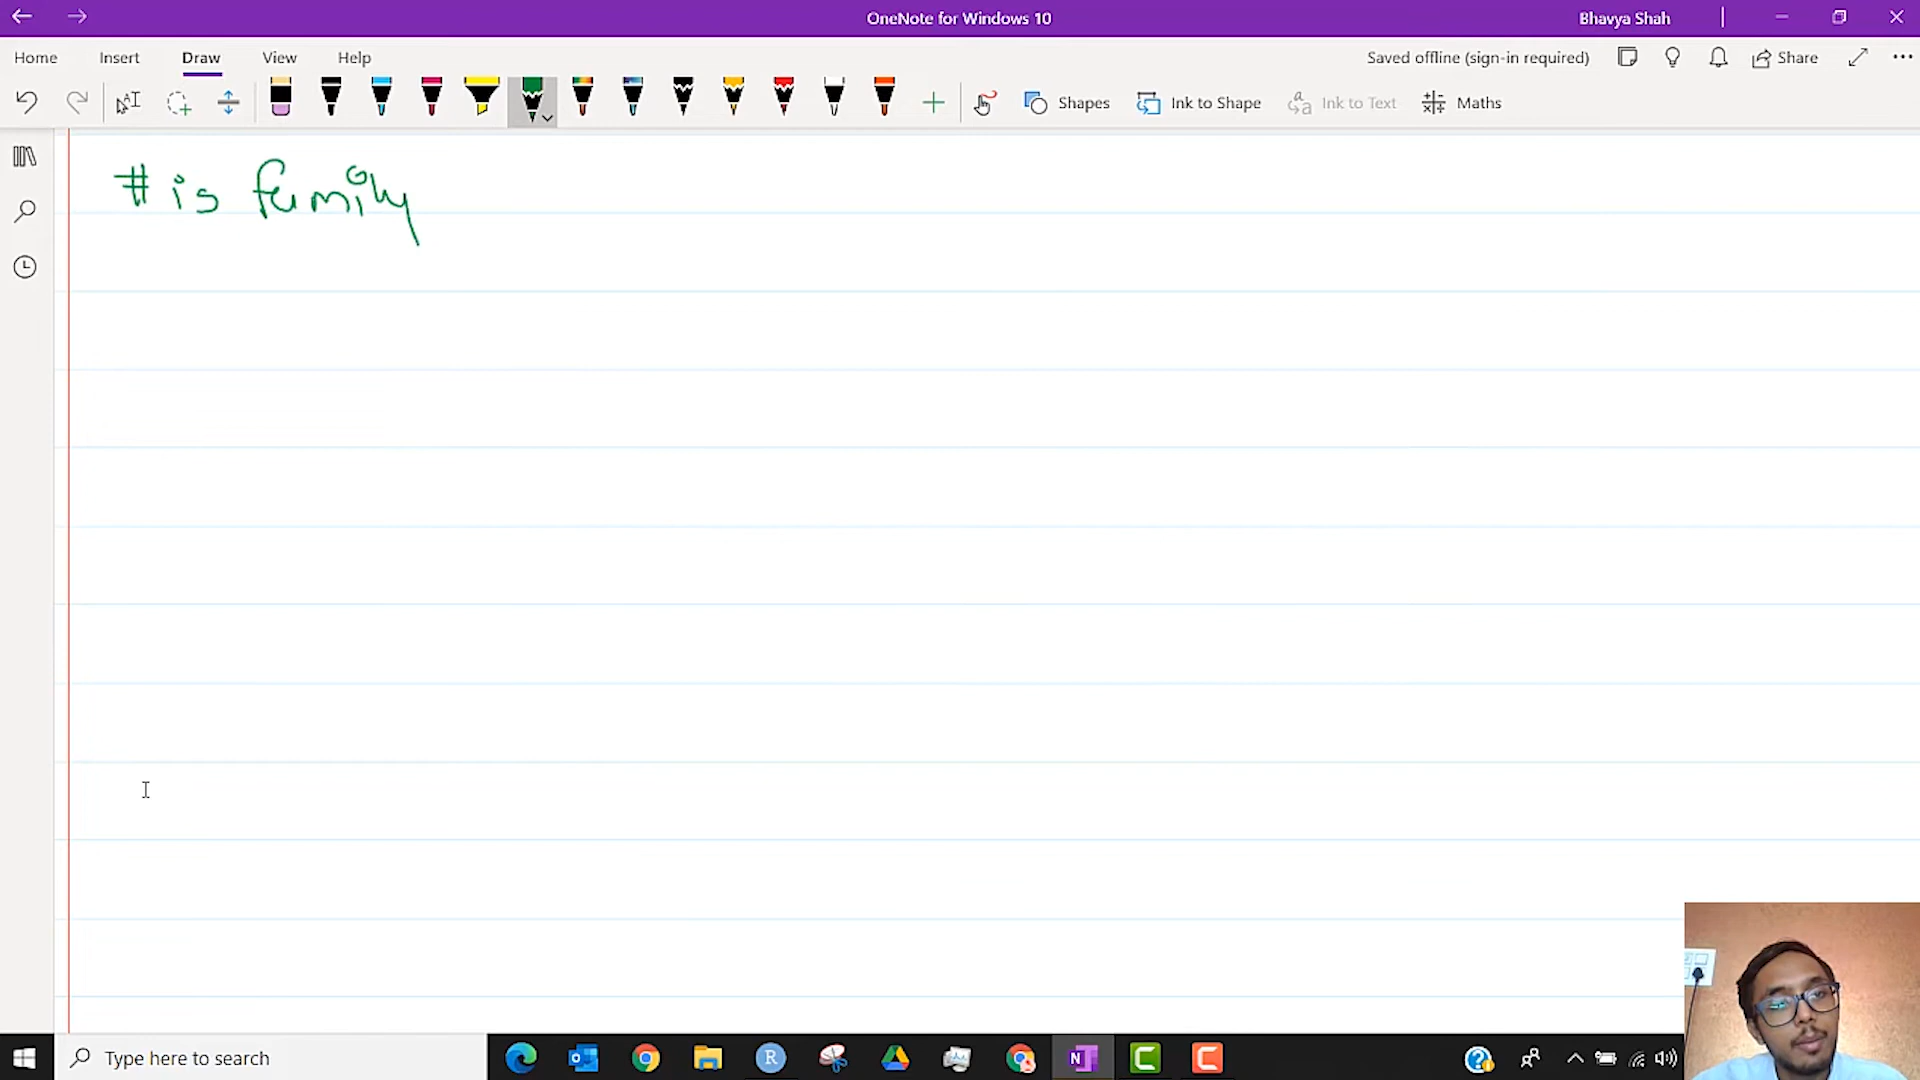 OneNote for Windows 10 Bhavya Shah
Home Insert Draw View Help Saved offline (sign-in required) Share
Shapes Ink to Shape Ink to Text Maths
# is family
Type here to search